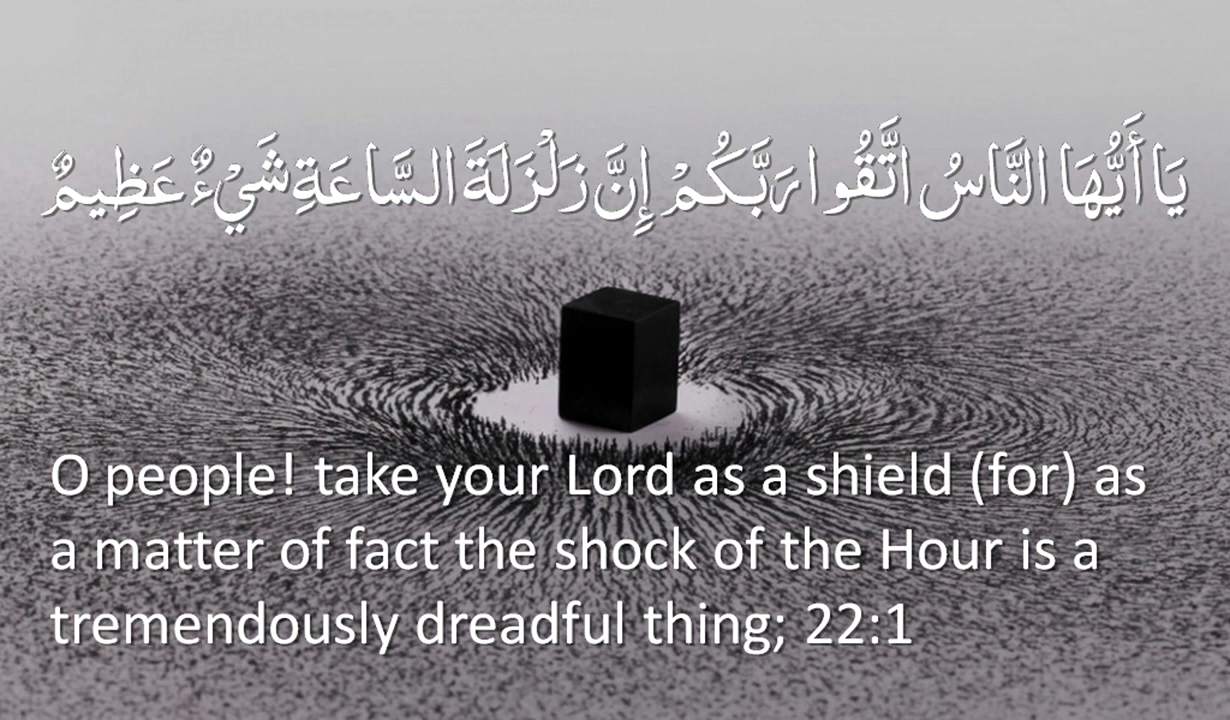 يَا أَيُّهَا النَّاسُ اتَّقُوا رَبَّكُمْ إِنَّ زَلْزَلَةَ السَّاعَةِ شَيْءٌ عَظِيمٌ
O people! take your Lord as a shield (for) as
a matter of fact the shock of the Hour is a
tremendously dreadful thing; 22:1